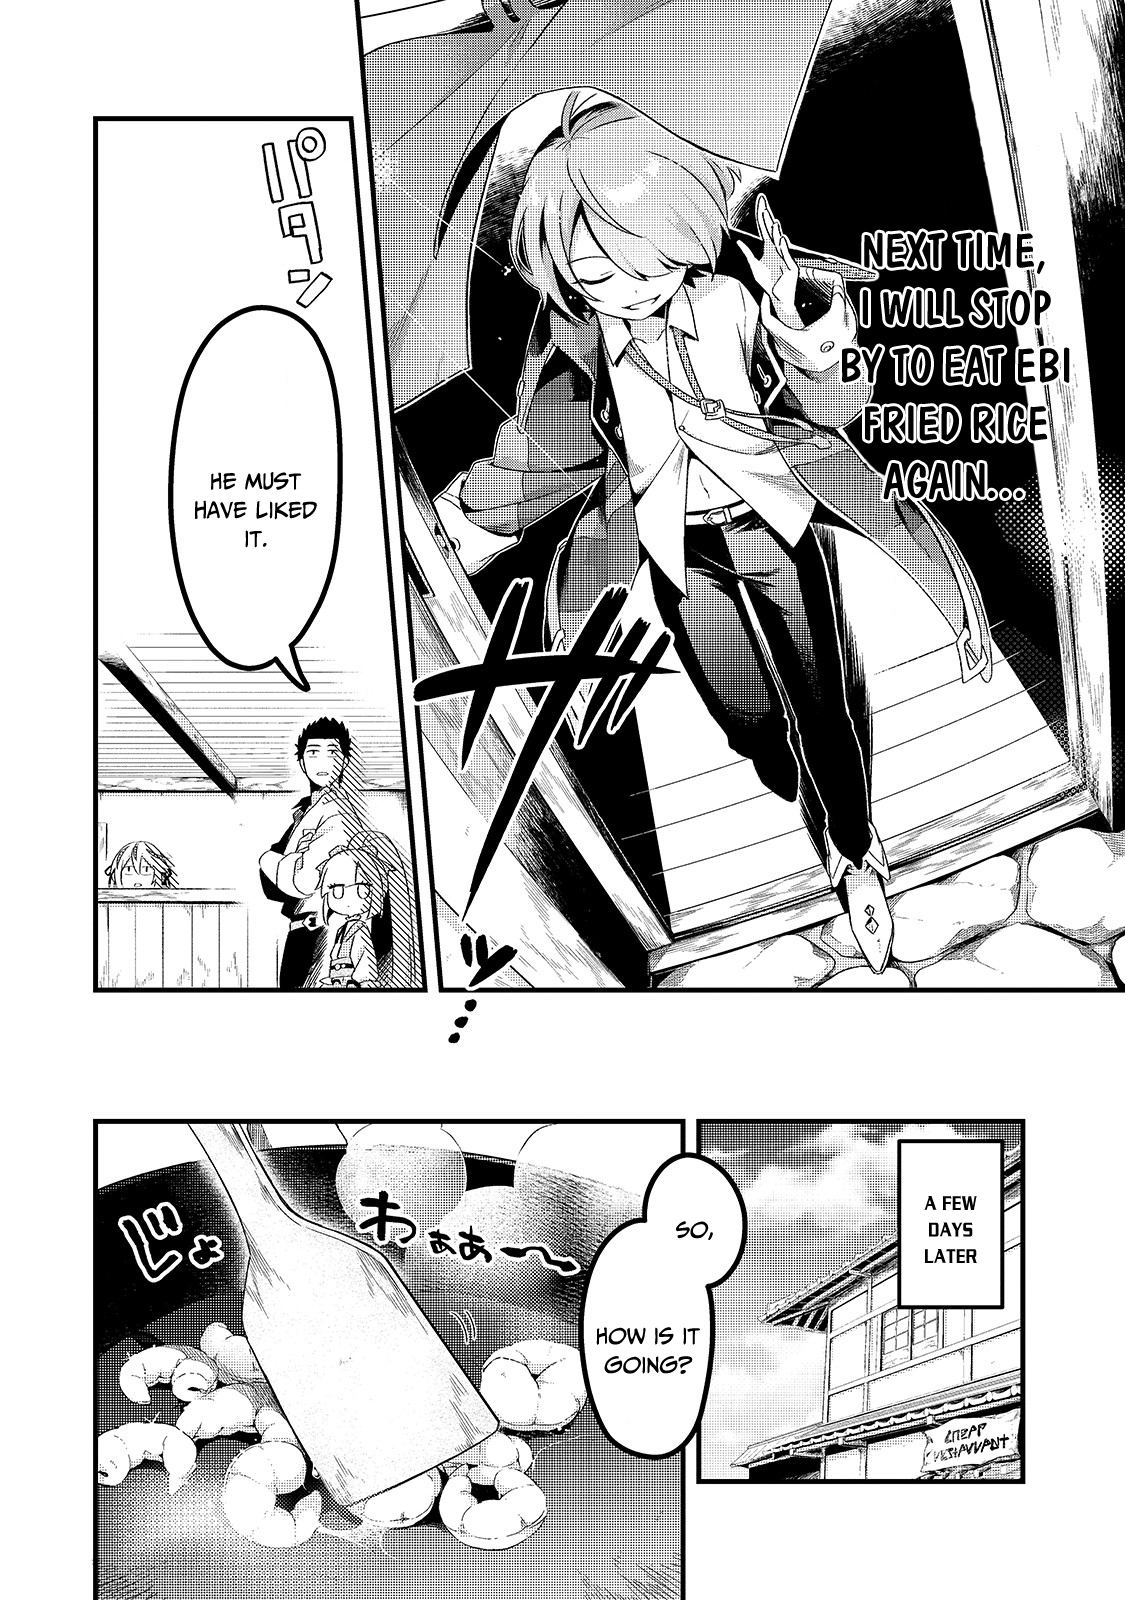 NEXT TIME,
I WILL STOP
BY TO EAT EBI
FRIED RICE
AGAIN...
ザッ...
パタン
HE MUST
HAVE LIKED
IT.
A FEW
DAYS
LATER
SO,
HOW IS IT
GOING?
わぁぁ〜
じょ